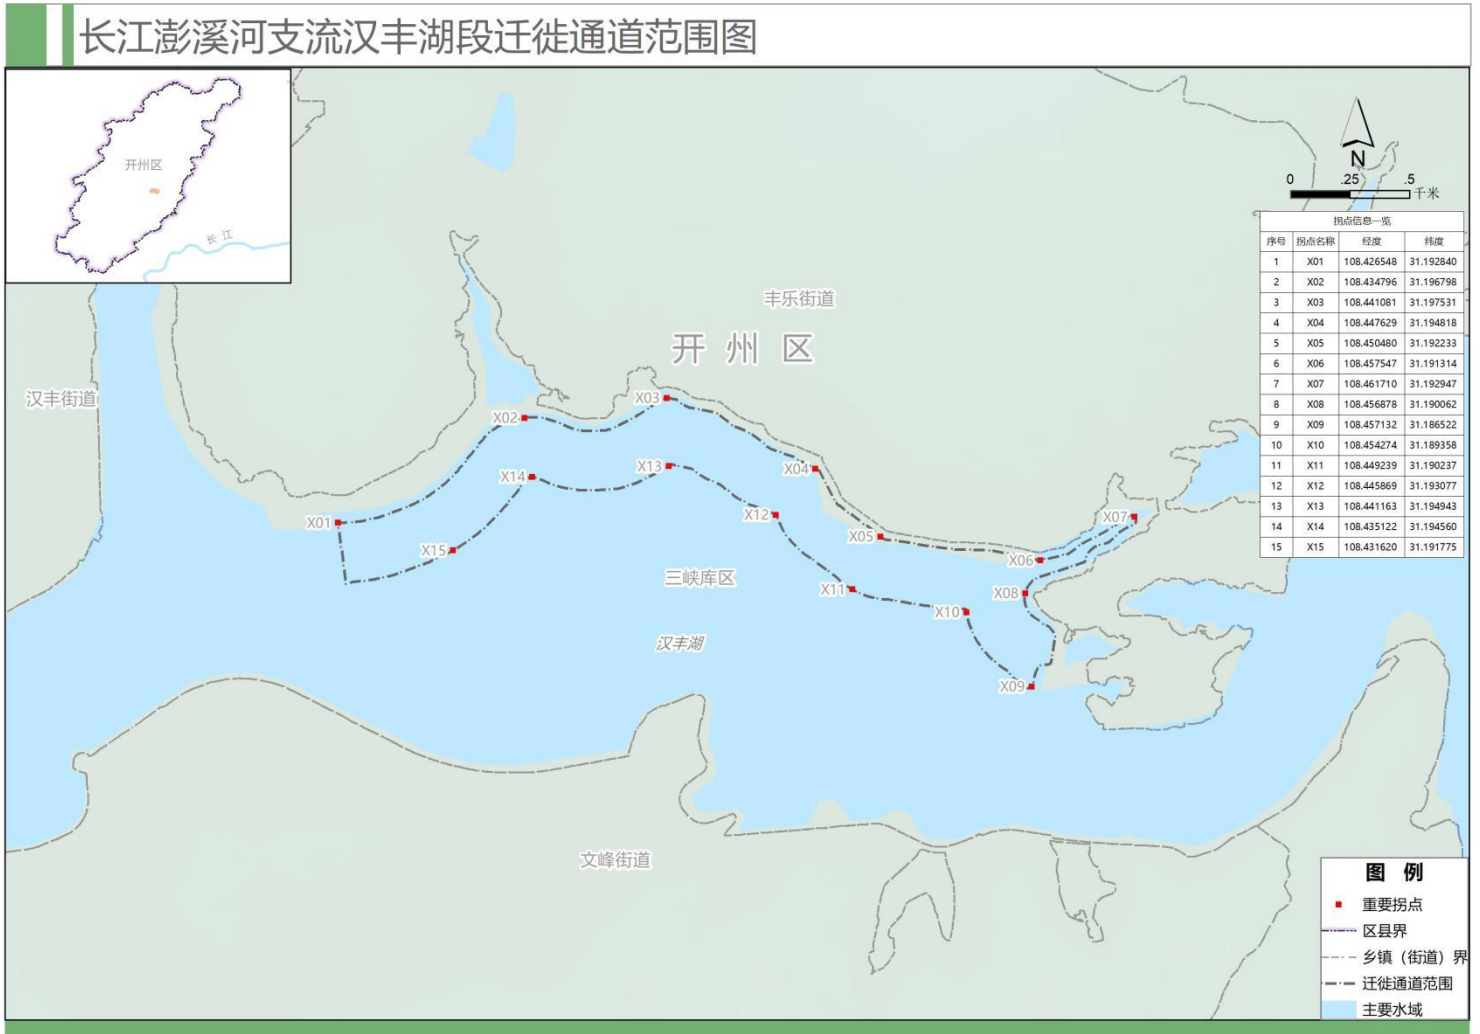 长江澎溪河支流汉丰湖段迁徙通道范围图
开州区
长江
N
0 .25 .5
千米
拐点信息一览
序号 拐点名称 经度 纬度
1 X01 108.426548 31.192840
2 X02 108.434796 31.196798
3 X03 108.441081 31.197531
4 X04 108.447629 31.194818
5 X05 108.450480 31.192233
6 X06 108.457547 31.191314
7 X07 108.461710 31.192947
8 X08 108.456878 31.190062
9 X09 108.457132 31.186522
10 X10 108.454274 31.189358
11 X11 108.449239 31.190237
12 X12 108.445869 31.193077
13 X13 108.441163 31.194943
14 X14 108.435122 31.194560
15 X15 108.431620 31.191775
丰乐街道
开州区
汉丰街道
X03
X02
X13
X04
X14
X12
X07
X01
X05
X15
X06
三峡库区
X11
X08
X10
汉丰湖
X09
文峰街道
图 例
重要拐点
区县界
乡镇（街道）界
迁徙通道范围
主要水域